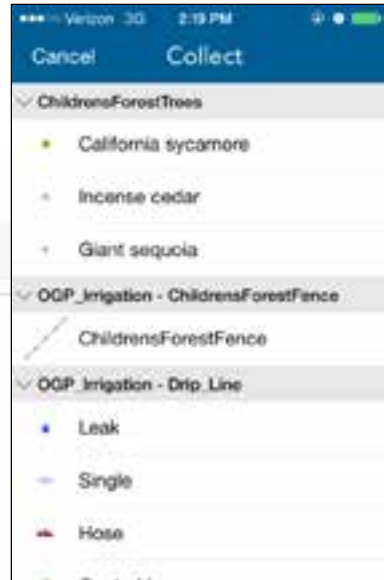 Verizon 3G 2:19 PM
Cancel Collect
ChildrensForestTrees
California sycamore
Incense cedar
Giant sequoia
OGP_Irrigation - ChildrensForestFence
ChildrensForestFence
OGP_Irrigation - Drip_Line
Leak
Single
Hose